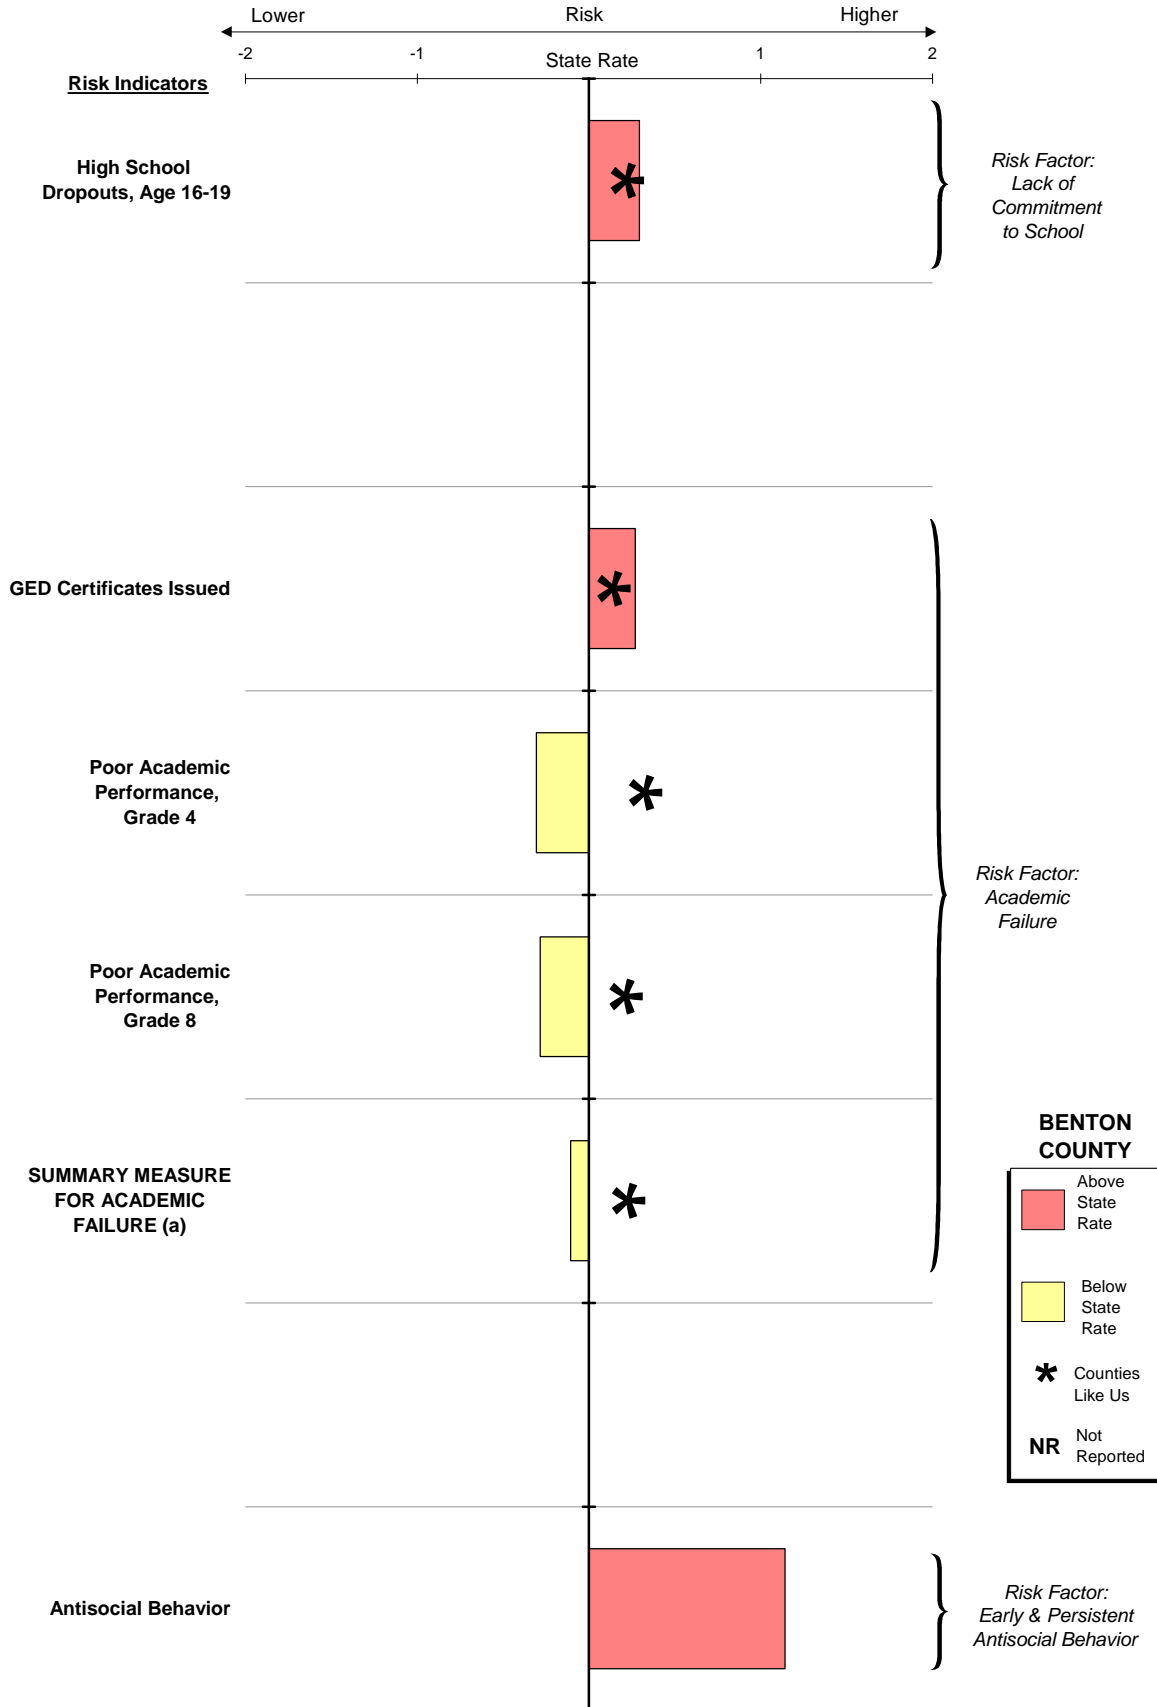 Lower Risk Higher
-2 -1 State Rate 1 2
Risk Indicators
High School
Dropouts, Age 16-19
*
Risk Factor:
Lack of
Commitment
to School
GED Certificates Issued
*
Poor Academic
Performance,
Grade 4
*
Poor Academic
Performance,
Grade 8
*
SUMMARY MEASURE
FOR ACADEMIC
FAILURE (a)
*
Risk Factor:
Academic
Failure
BENTON
COUNTY
Above
State
Rate
Below
State
Rate
* Counties
Like Us
NR Not
Reported
Antisocial Behavior
Risk Factor:
Early & Persistent
Antisocial Behavior